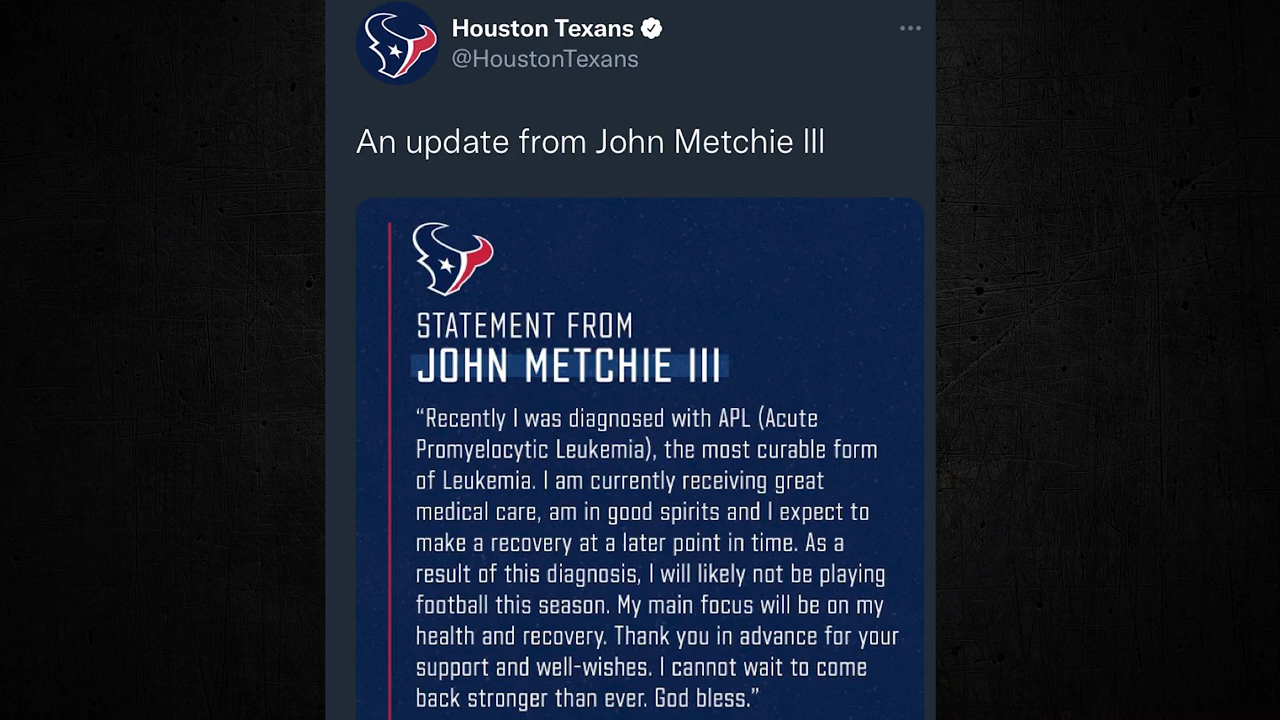 Houston Texans
@HoustonTexans
An update from John Metchie lll
STATEMENT FROM
JOHN METCHIE III
“Recently I was diagnosed with APL (Acute
Promyelocytic Leukemia), the most curable form
of Leukemia. I am currently receiving great
medical care, am in good spirits and I expect to
make a recovery at a later point in time. As a
result of this diagnosis, I will likely not be playing
football this season. My main focus will be on my
health and recovery. Thank you in advance for your
support and well-wishes. I cannot wait to come
back stronger than ever. God bless.”